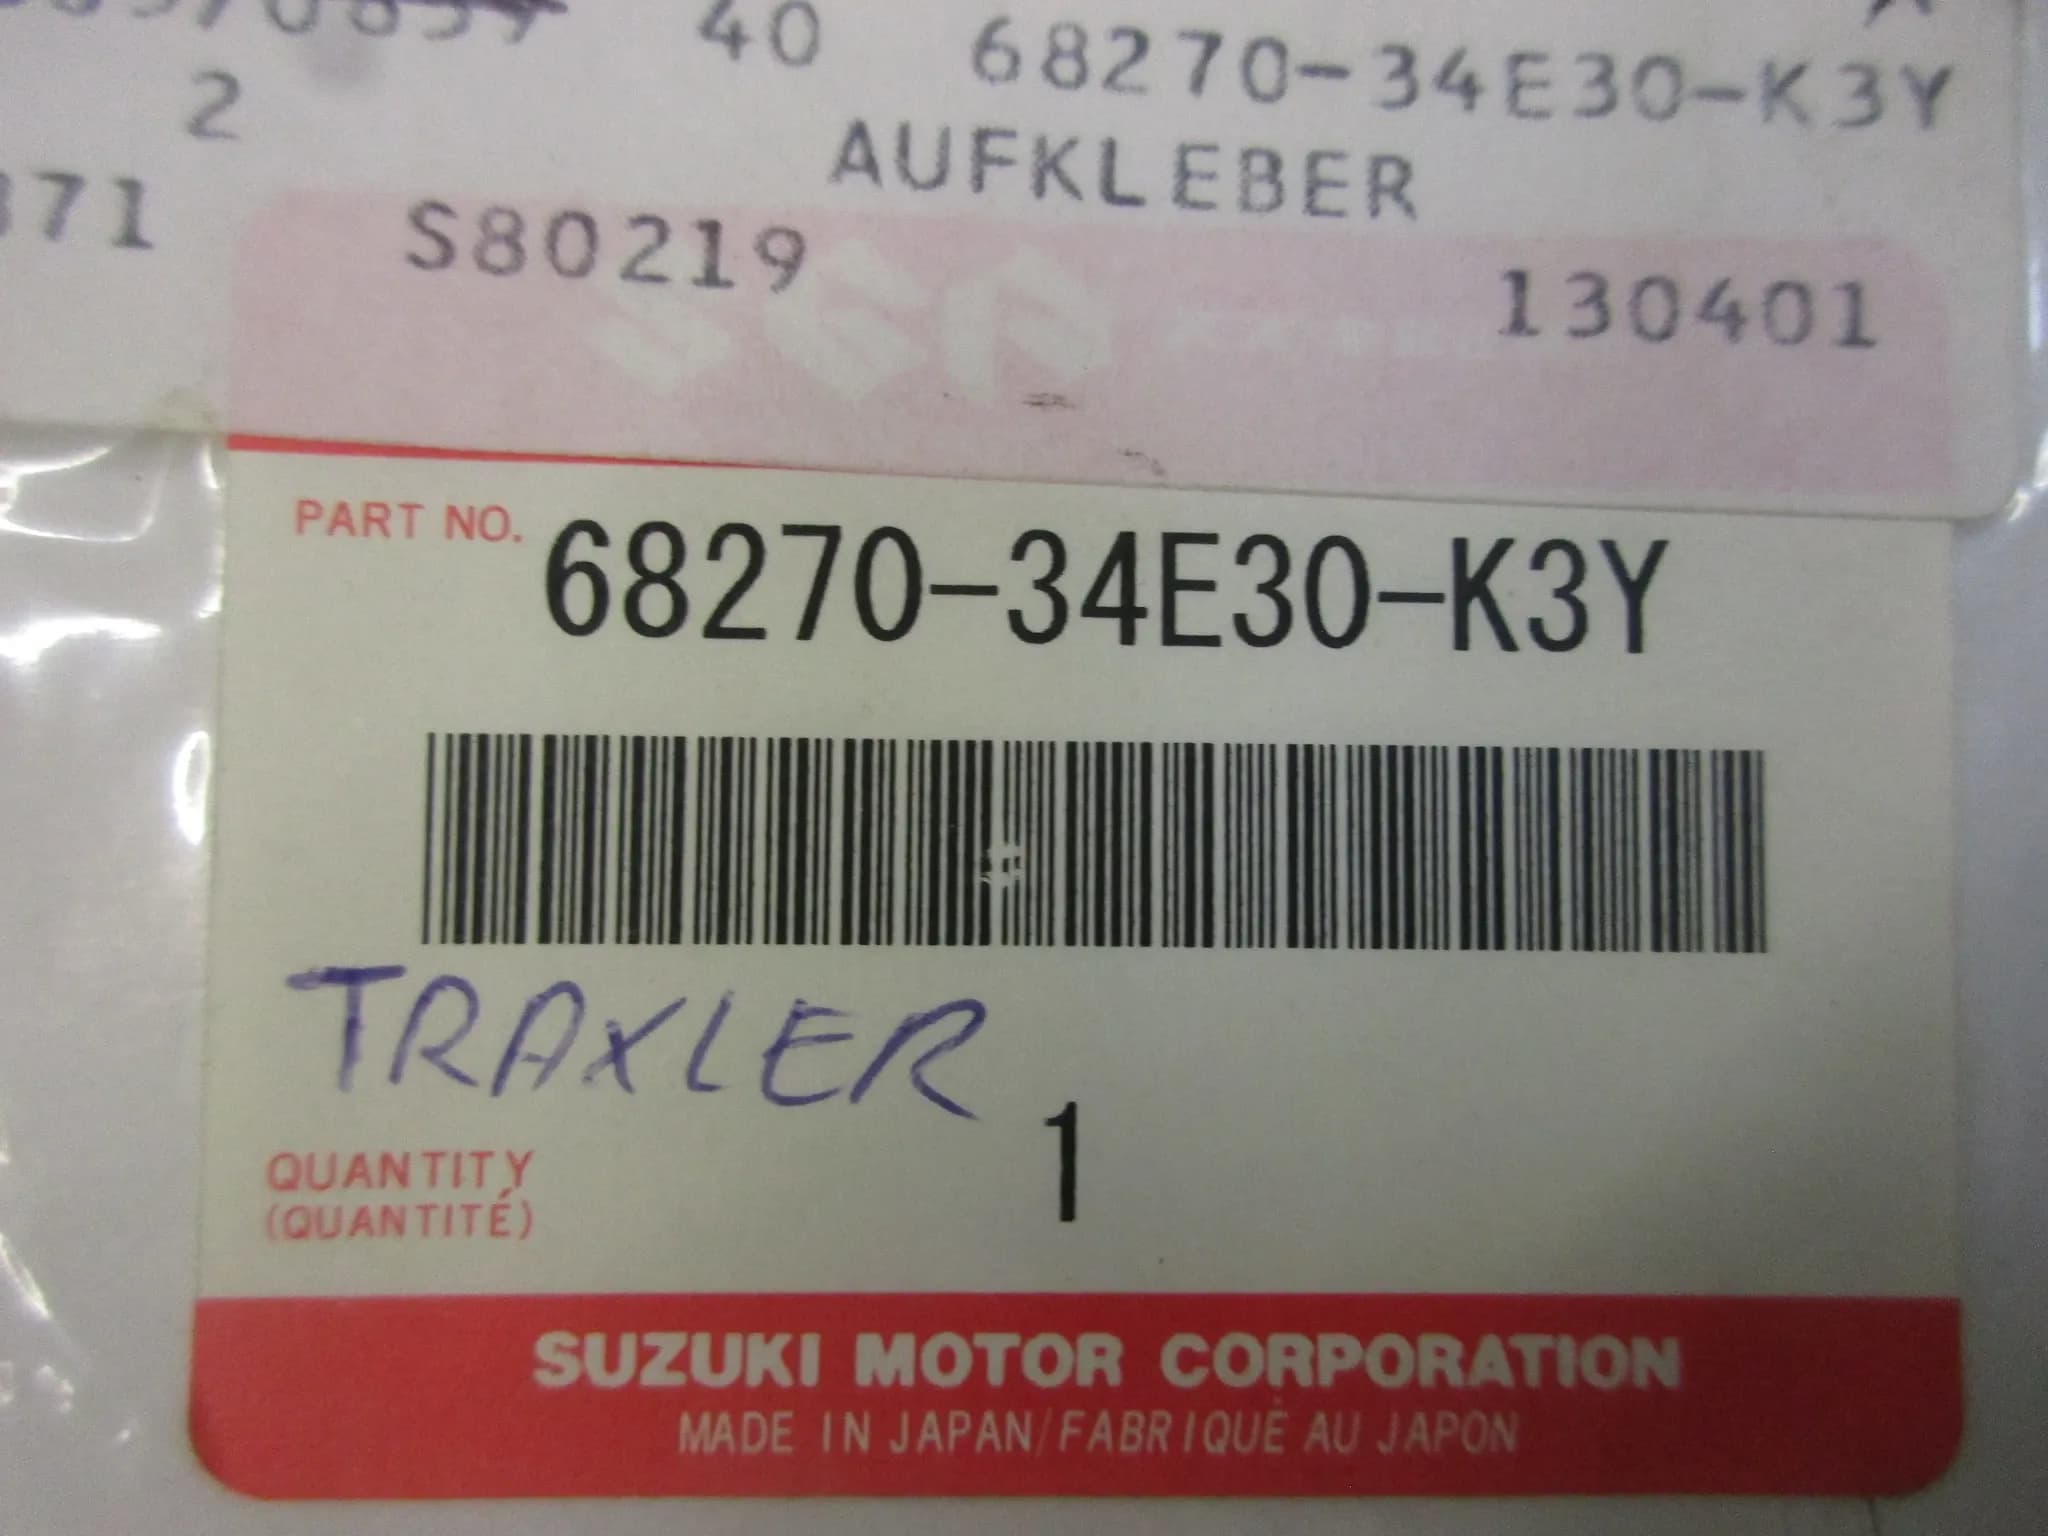 40 68270-34E30-K3Y
2
AUFKLEBER
371 S80219 130401
PART NO. 68270-34E30-K3Y
TRAXLER
1
QUANTITY
(QUANTITÉ)
SUZUKI MOTOR CORPORATION
MADE IN JAPAN/FABRIQUÉ AU JAPON